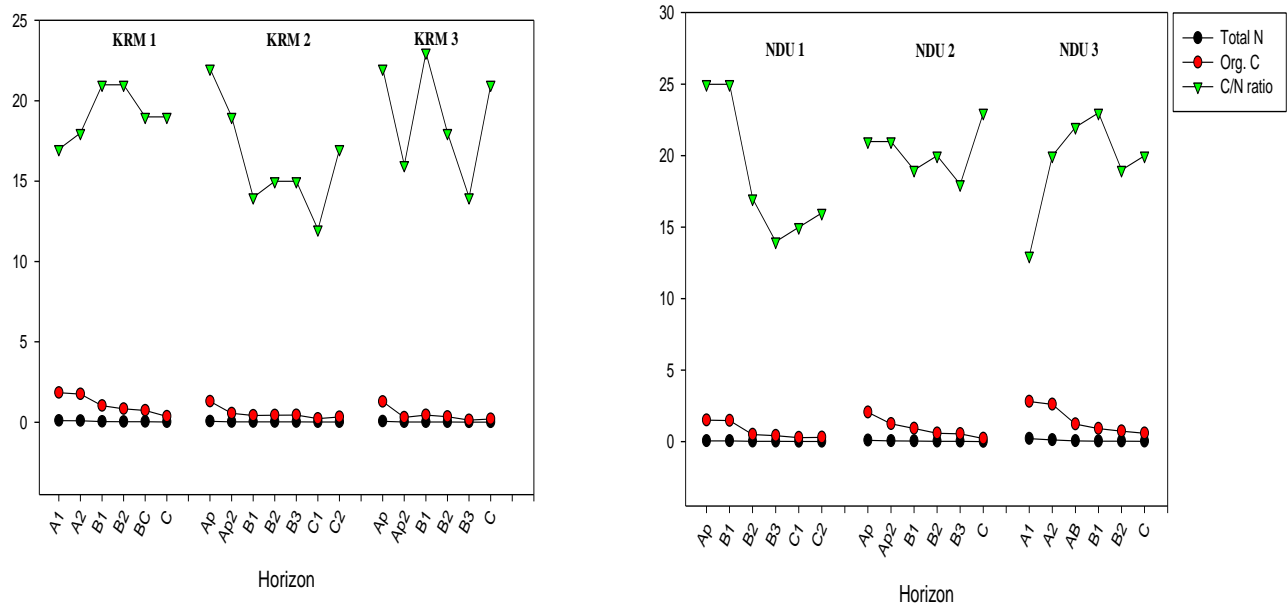 25
20
15
10
5
0
KRM 1
KRM 2
KRM 3
A1
A2
B1
B2
BC
C
Ap
Ap2
B1
B2
B3
C1
C2
Ap
Ap2
B1
B2
B3
C
Horizon
30
25
20
15
10
5
0
NDU 1
NDU 2
NDU 3
Ap
B1
B2
B3
C1
C2
Ap
Ap2
B1
B2
B3
C
A1
A2
AB
B1
B2
C
Horizon
Total N
Org. C
C/N ratio